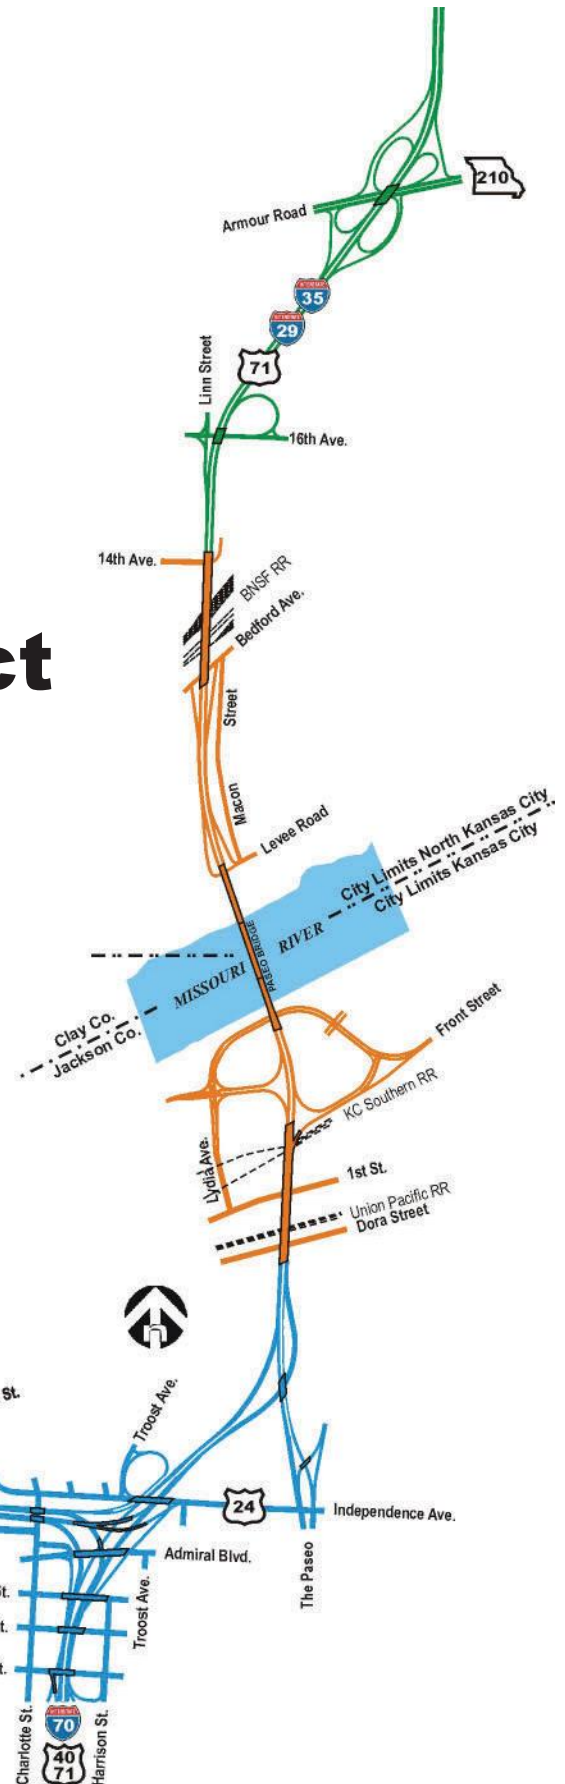 210
Armour Road
INTERSTATE
35
INTERSTATE
29
71
Linn Street
16th Ave.
14th Ave.
BNSF RR
Bedford Ave.
ct
Street
Macon
Levee Road
City Limits North Kansas City
City Limits Kansas City
MISSOURI RIVER
PASEO BRIDGE
Clay Co.
Jackson Co.
Front Street
KC Southern RR
Lydia Ave.
1st St.
Union Pacific RR
Dora Street
n
St.
Troost Ave.
24
Independence Ave.
Admiral Blvd.
The Paseo
Troost Ave.
t.
t.
t.
Charlotte St.
INTERSTATE
70
40
71
Harrison St.